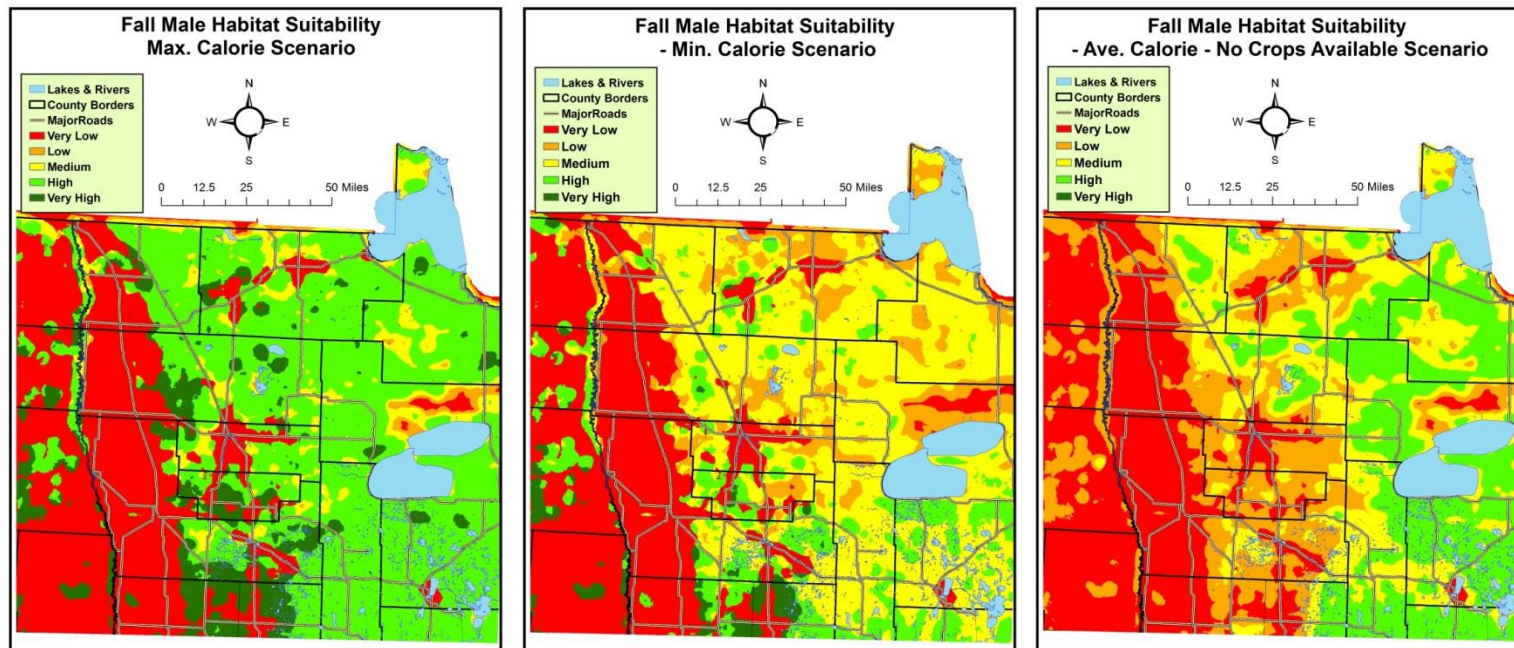 Fall Male Habitat Suitability
Max. Calorie Scenario
Lakes & Rivers
County Borders
MajorRoads
Very Low
Low
Medium
High
Very High
N
W
E
S
0
12.5
25
50 Miles
Fall Male Habitat Suitability
- Min. Calorie Scenario
Lakes & Rivers
County Borders
MajorRoads
Very Low
Low
Medium
High
Very High
N
W
E
S
0
12.5
25
50 Miles
Fall Male Habitat Suitability
- Ave. Calorie - No Crops Available Scenario
Lakes & Rivers
County Borders
MajorRoads
Very Low
Low
Medium
High
Very High
N
W
E
S
0
12.5
25
50 Miles